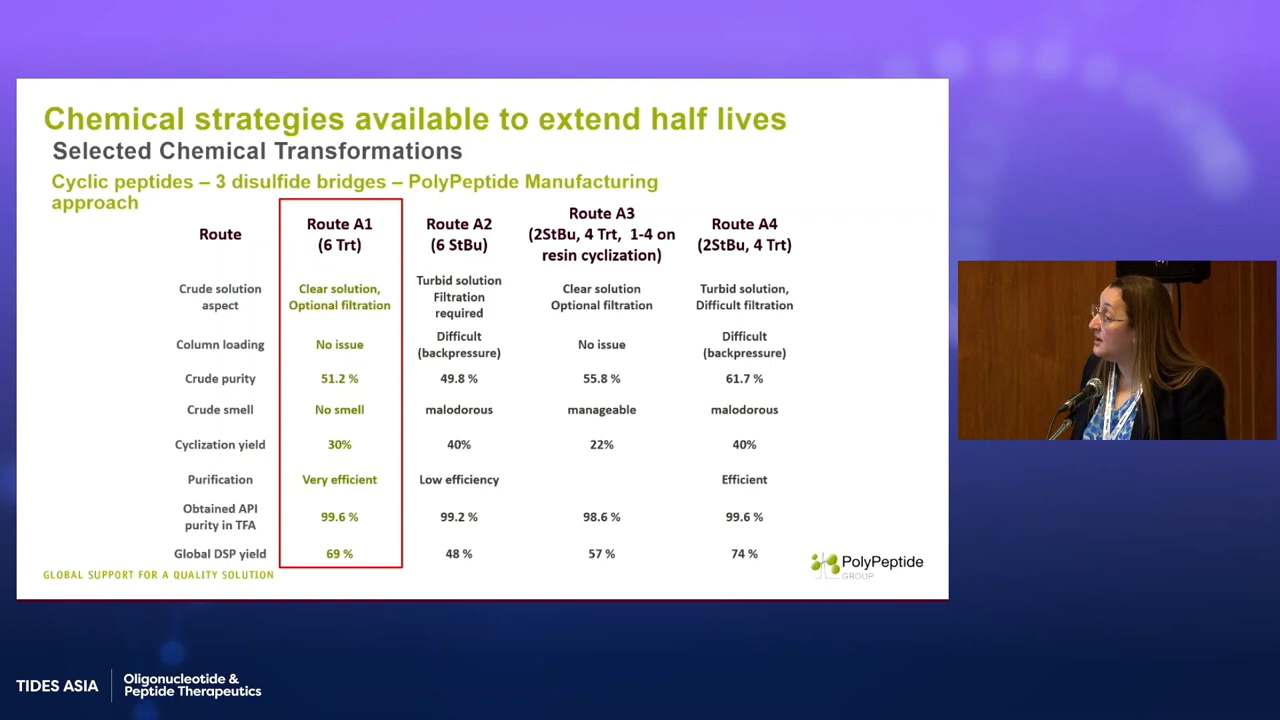 Chemical strategies available to extend half lives
Selected Chemical Transformations
Cyclic peptides – 3 disulfide bridges – PolyPeptide Manufacturing
approach
Route
Route A1
(6 Trt)
Route A2
(6 StBu)
Route A3
(2StBu, 4 Trt, 1-4 on
resin cyclization)
Route A4
(2StBu, 4 Trt)
Crude solution
aspect
Clear solution,
Optional filtration
Turbid solution
Filtration
required
Clear solution
Optional filtration
Turbid solution,
Difficult filtration
Column loading
No issue
Difficult
(backpressure)
No issue
Difficult
(backpressure)
Crude purity
51.2 %
49.8 %
55.8 %
61.7 %
Crude smell
No smell
malodorous
manageable
malodorous
Cyclization yield
30%
40%
22%
40%
Purification
Very efficient
Low efficiency
Efficient
Obtained API
purity in TFA
99.6 %
99.2 %
98.6 %
99.6 %
Global DSP yield
69 %
48 %
57 %
74 %
GLOBAL SUPPORT FOR A QUALITY SOLUTION
PolyPeptide
GROUP
TIDES ASIA
Oligonucleotide &
Peptide Therapeutics